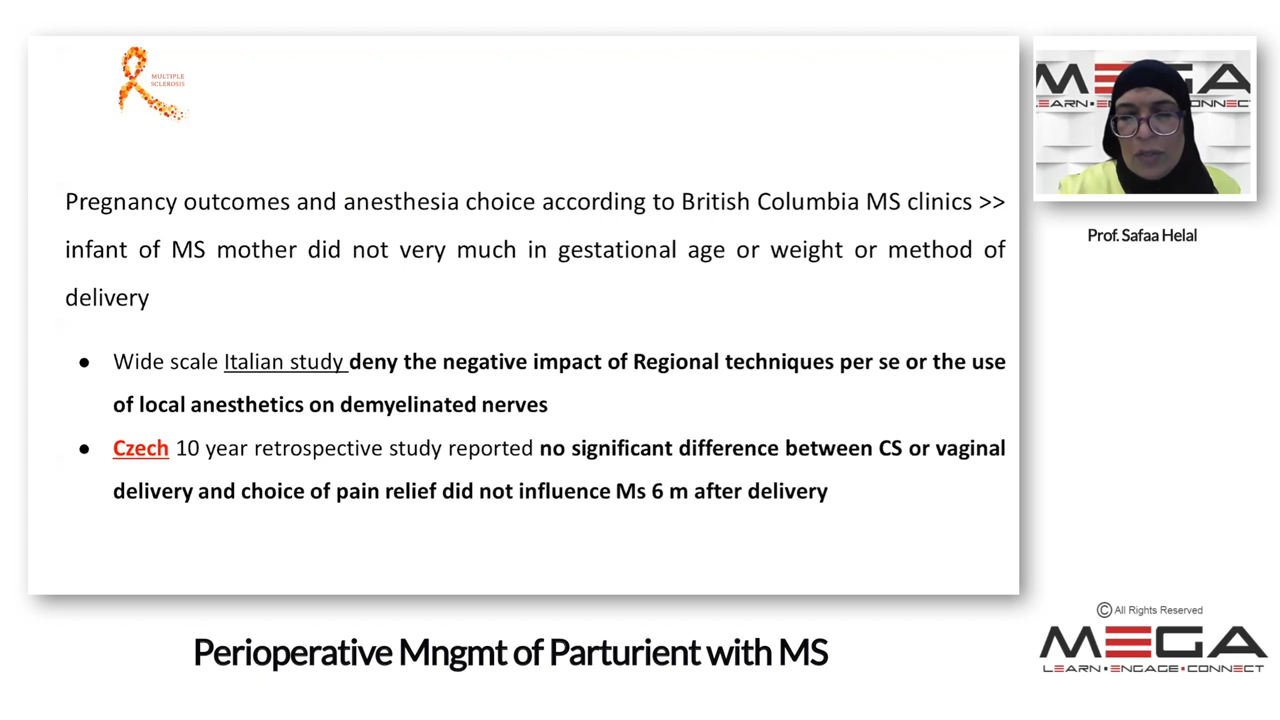 MULTIPLE
SCLEROSIS
Pregnancy outcomes and anesthesia choice according to British Columbia MS clinics >>
infant of MS mother did not very much in gestational age or weight or method of
delivery
● Wide scale Italian study deny the negative impact of Regional techniques per se or the use
of local anesthetics on demyelinated nerves
● Czech 10 year retrospective study reported no significant difference between CS or vaginal
delivery and choice of pain relief did not influence Ms 6 m after delivery
MEGA
LEARN • EN
ONNECT
Prof. Safaa Helal
Perioperative Mngmt of Parturient with MS
© All Rights Reserved
MEGA
LEARN • ENGAGE • CONNECT